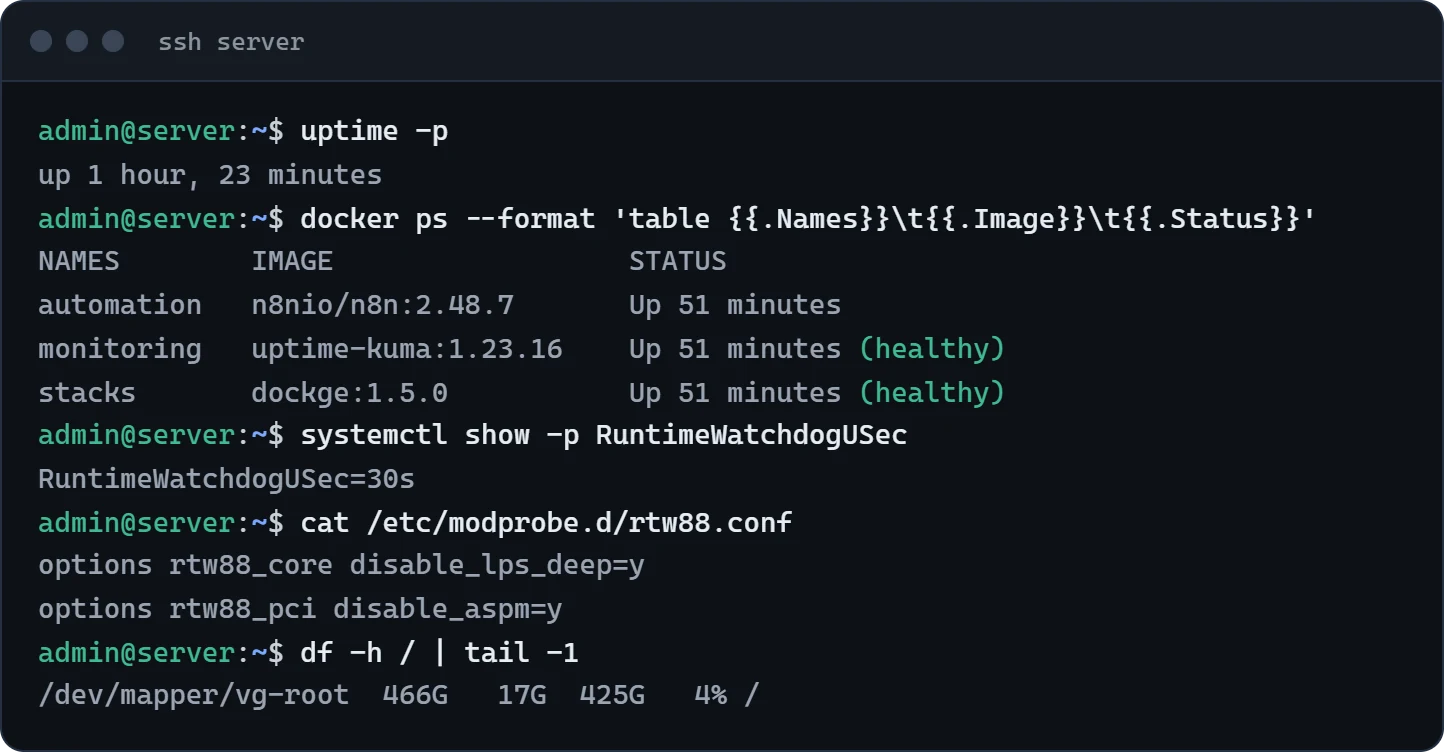 ssh server
admin@server:~$ uptime -p
up 1 hour, 23 minutes
admin@server:~$ docker ps --format 'table {{.Names}}\t{{.Image}}\t{{.Status}}'
NAMES        IMAGE                  STATUS
automation   n8nio/n8n:2.48.7       Up 51 minutes
monitoring   uptime-kuma:1.23.16    Up 51 minutes (healthy)
stacks       dockge:1.5.0           Up 51 minutes (healthy)
admin@server:~$ systemctl show -p RuntimeWatchdogUSec
RuntimeWatchdogUSec=30s
admin@server:~$ cat /etc/modprobe.d/rtw88.conf
options rtw88_core disable_lps_deep=y
options rtw88_pci disable_aspm=y
admin@server:~$ df -h / | tail -1
/dev/mapper/vg-root  466G   17G  425G   4% /